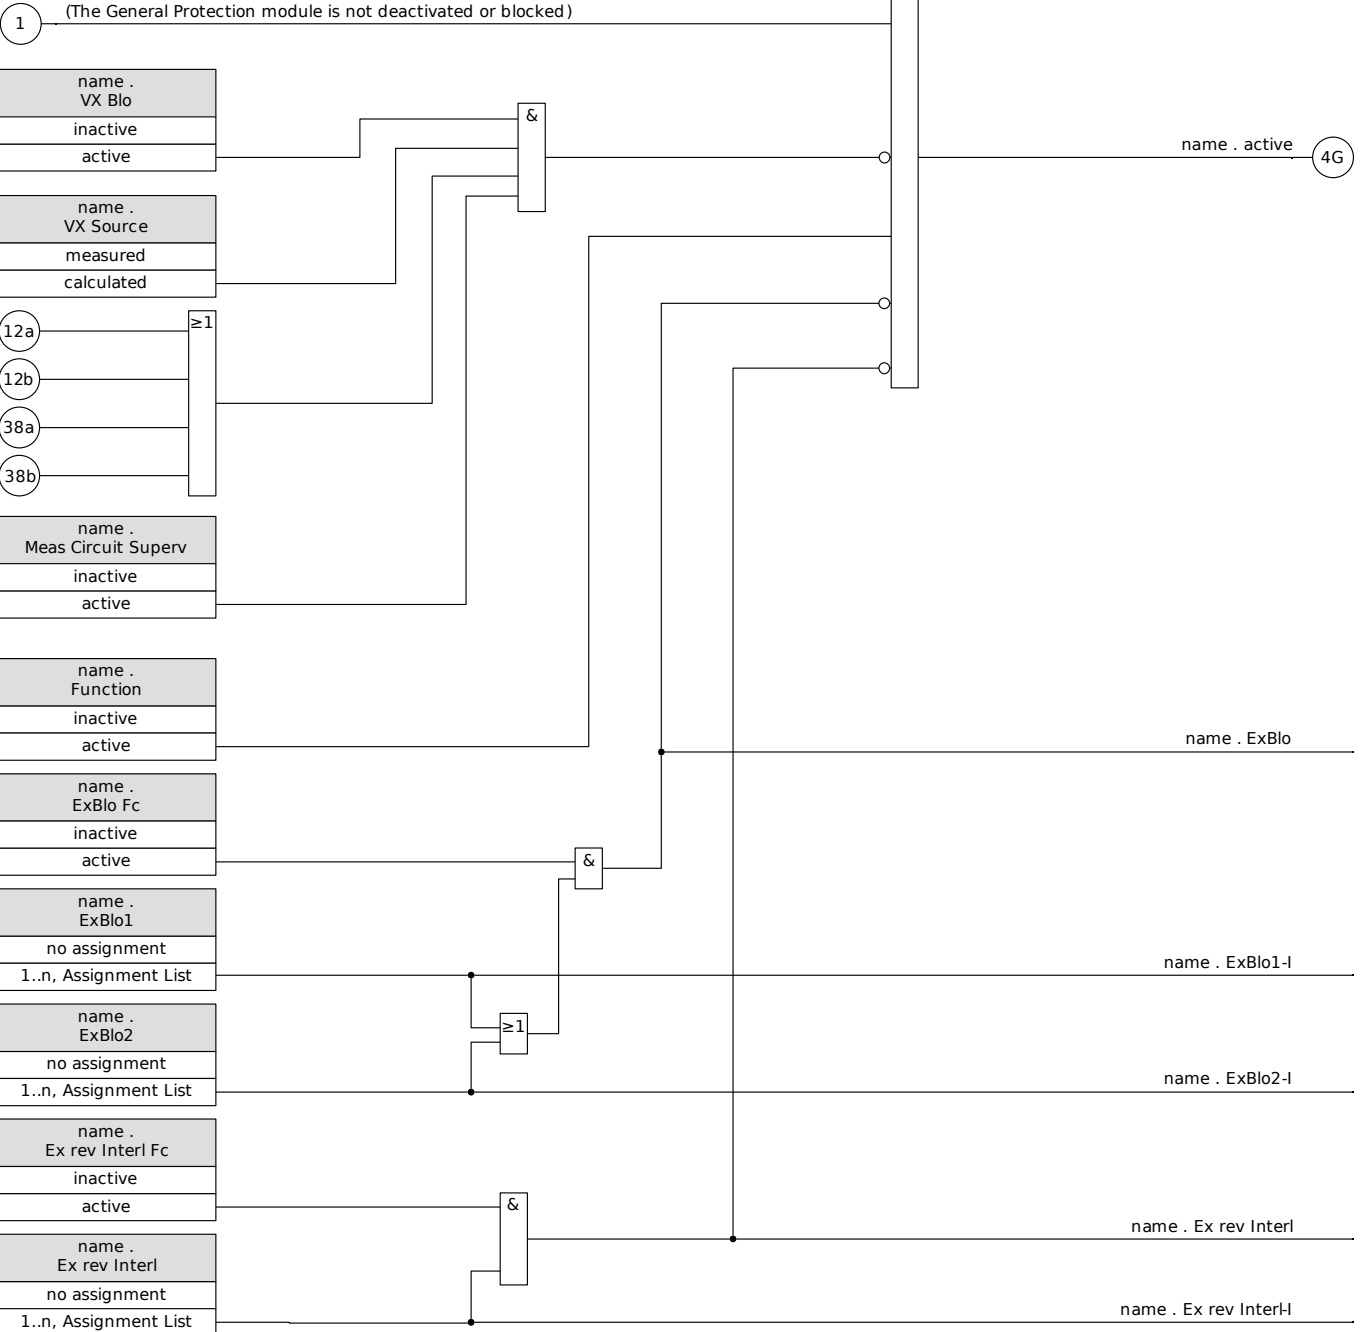 (The General Protection module is not deactivated or blocked)
1
name .
VX Blo
inactive
active
&
name . active
4G
name .
VX Source
measured
calculated
12a
12b
38a
38b
≥1
name .
Meas Circuit Superv
inactive
active
name .
Function
inactive
active
name . ExBlo
name .
ExBlo Fc
inactive
active
&
name .
ExBlo1
no assignment
1..n, Assignment List
name . ExBlo1-I
≥1
name .
ExBlo2
no assignment
1..n, Assignment List
name . ExBlo2-I
name .
Ex rev Interl Fc
inactive
active
&
name . Ex rev Interl
name .
Ex rev Interl
no assignment
1..n, Assignment List
name . Ex rev Interl-I